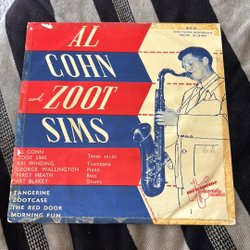 AL
COHN
and ZOOT
SIMS
AL COHN
ZOOT SIMS Tenor saxes
KAI WINDING Trombone
GEORGE WALLINGTON Piano
PERCY HEATH Bass
ART BLAKEY Drums
TANGERINE
ZOOTCASE
THE RED DOOR
MORNING FUN